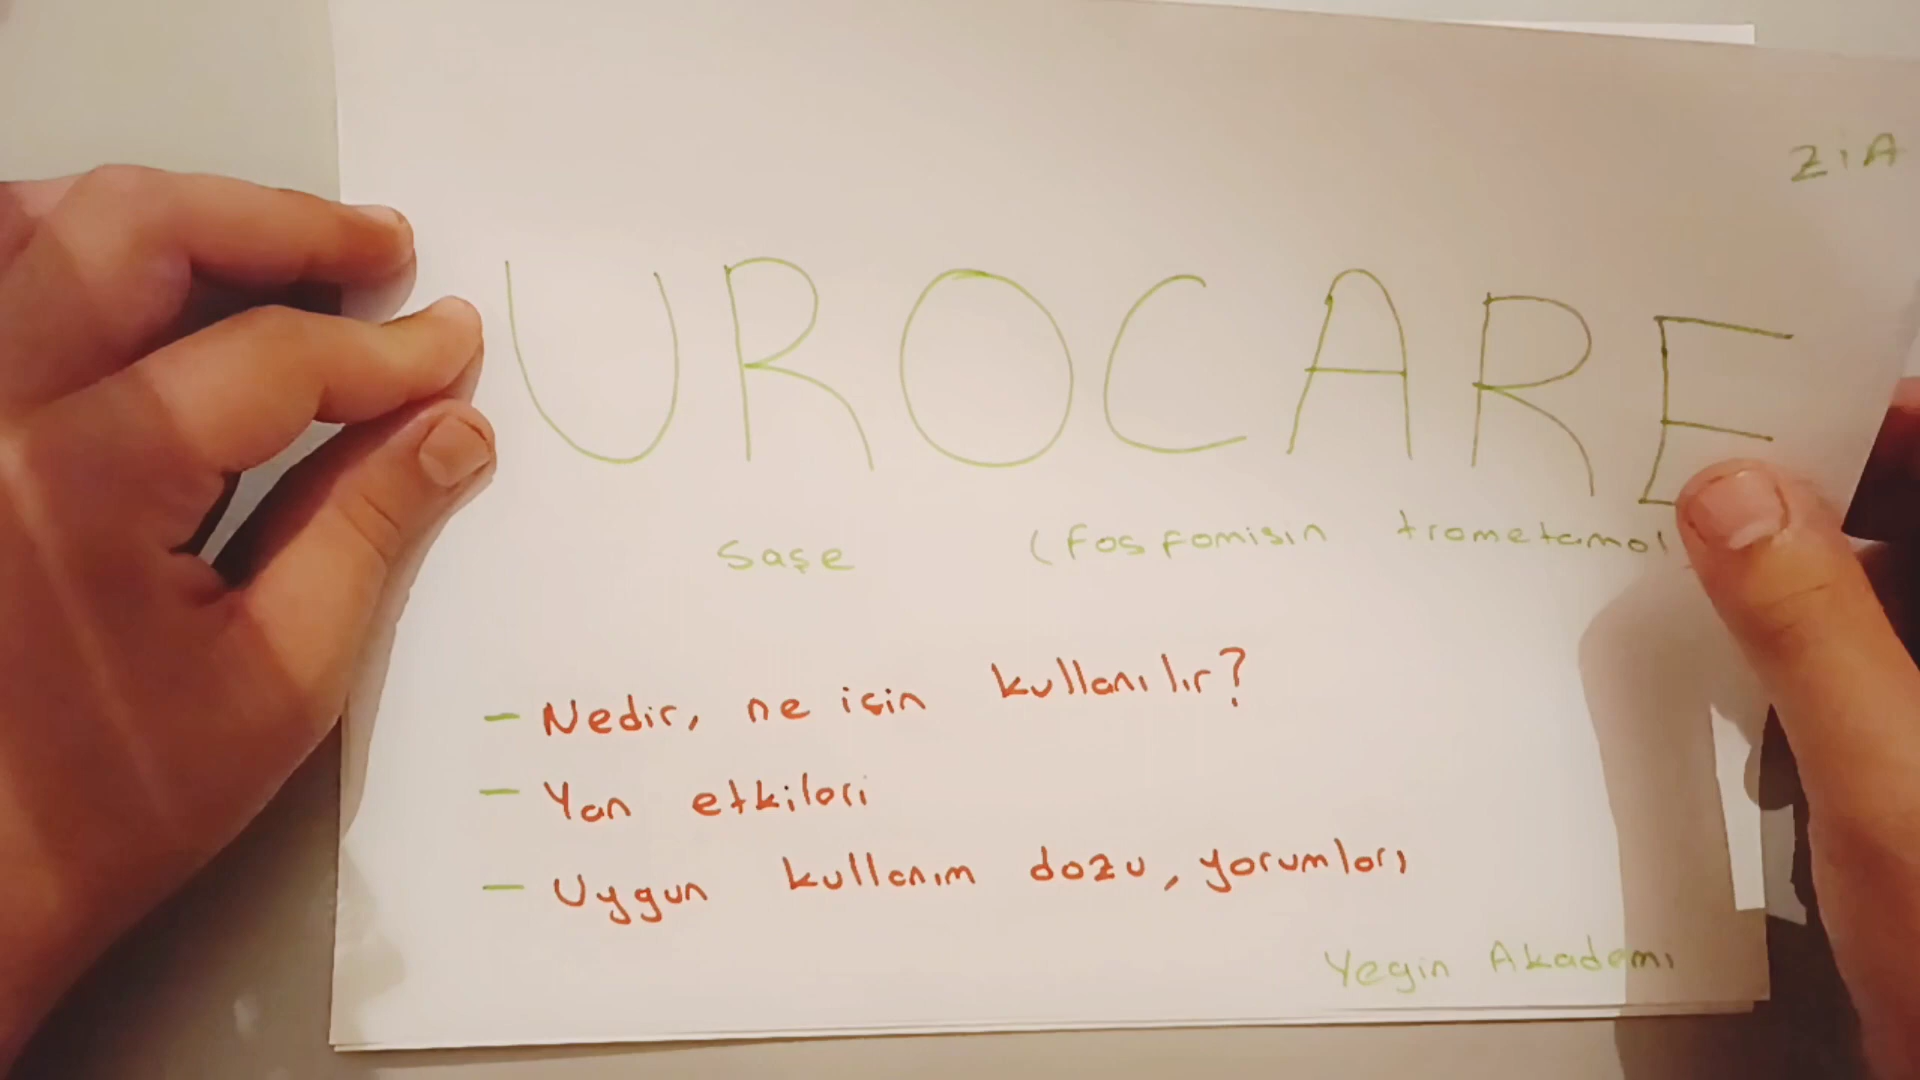 ZiA
UROCARE
Saşe (fosfomisin trometamol
- Nedir, ne için kullanılır?
- Yan etkileri
- Uygun kullanım dozu, yorumları
Yegin Akademi